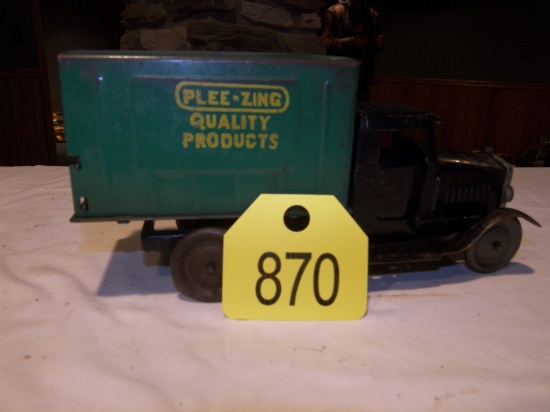 PLEE-ZING
QUALITY
PRODUCTS
870